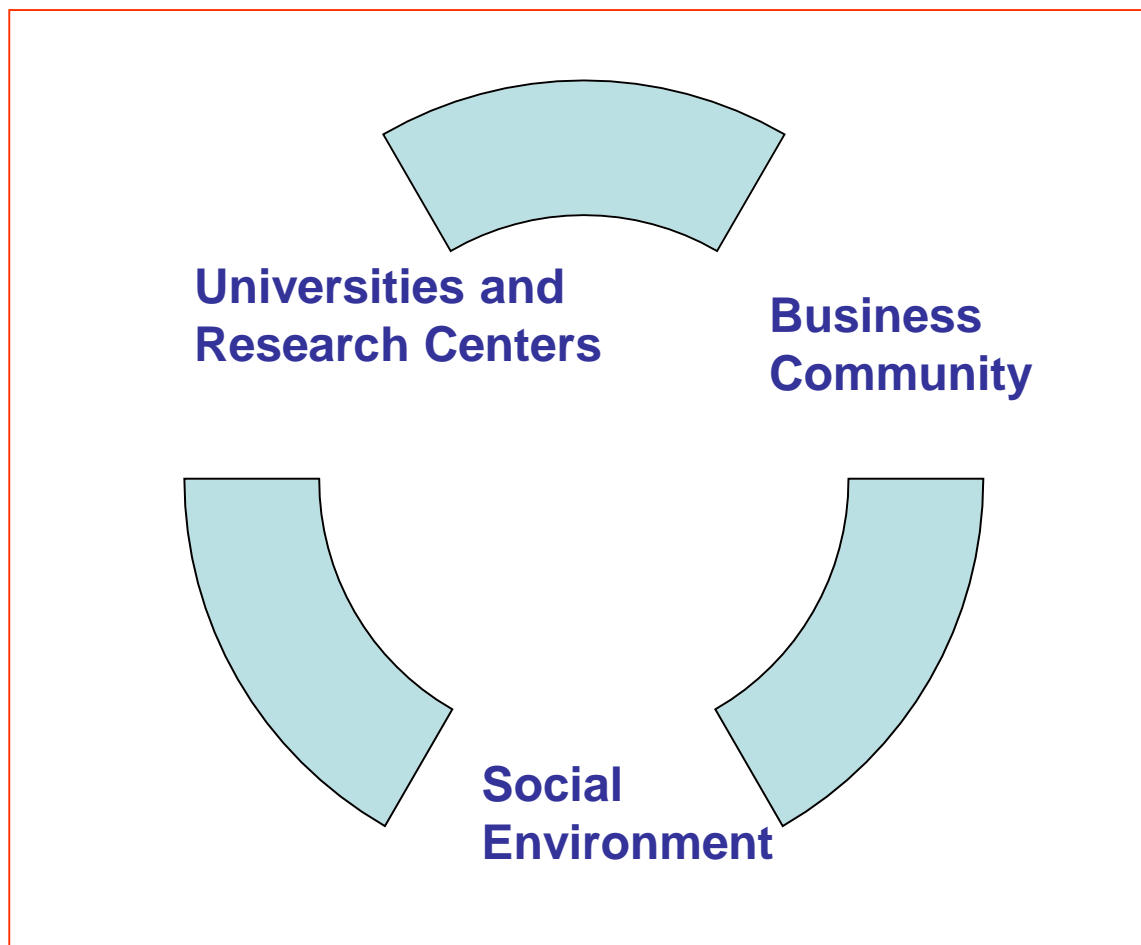 Universities and
Research Centers
Business
Community
Social
Environment